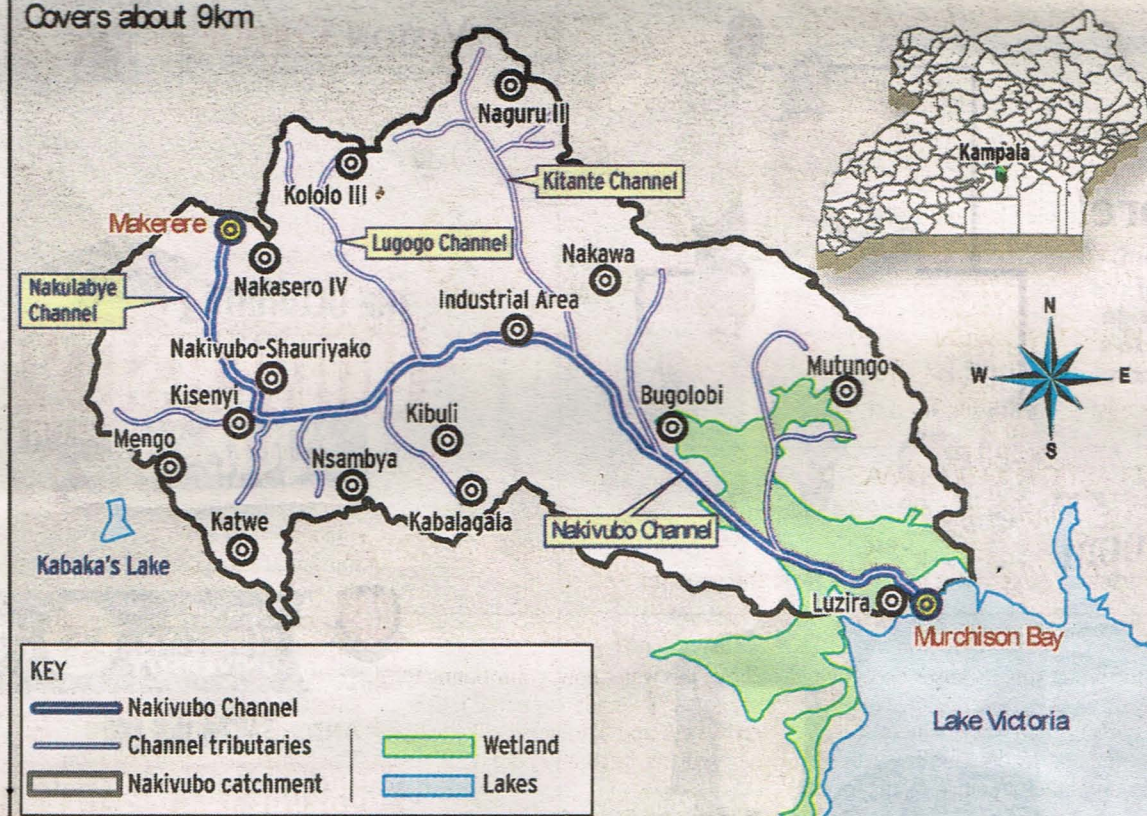 Covers about 9km
Naguru II
Kampala
Kololo III
Kitante Channel
Makerere
Lugogo Channel
Nakawa
Nakulabye
Channel
Nakasero IV
Industrial Area
N
W
E
S
Nakivubo-Shauriyako
Mutungo
Kisenyi
Kibuli
Bugolobi
Mengo
Nsambya
Katwe
Kabalagala
Nakivubo Channel
Kabaka's Lake
Luzira
Murchison Bay
Lake Victoria
KEY
Nakivubo Channel
Channel tributaries
Nakivubo catchment
Wetland
Lakes